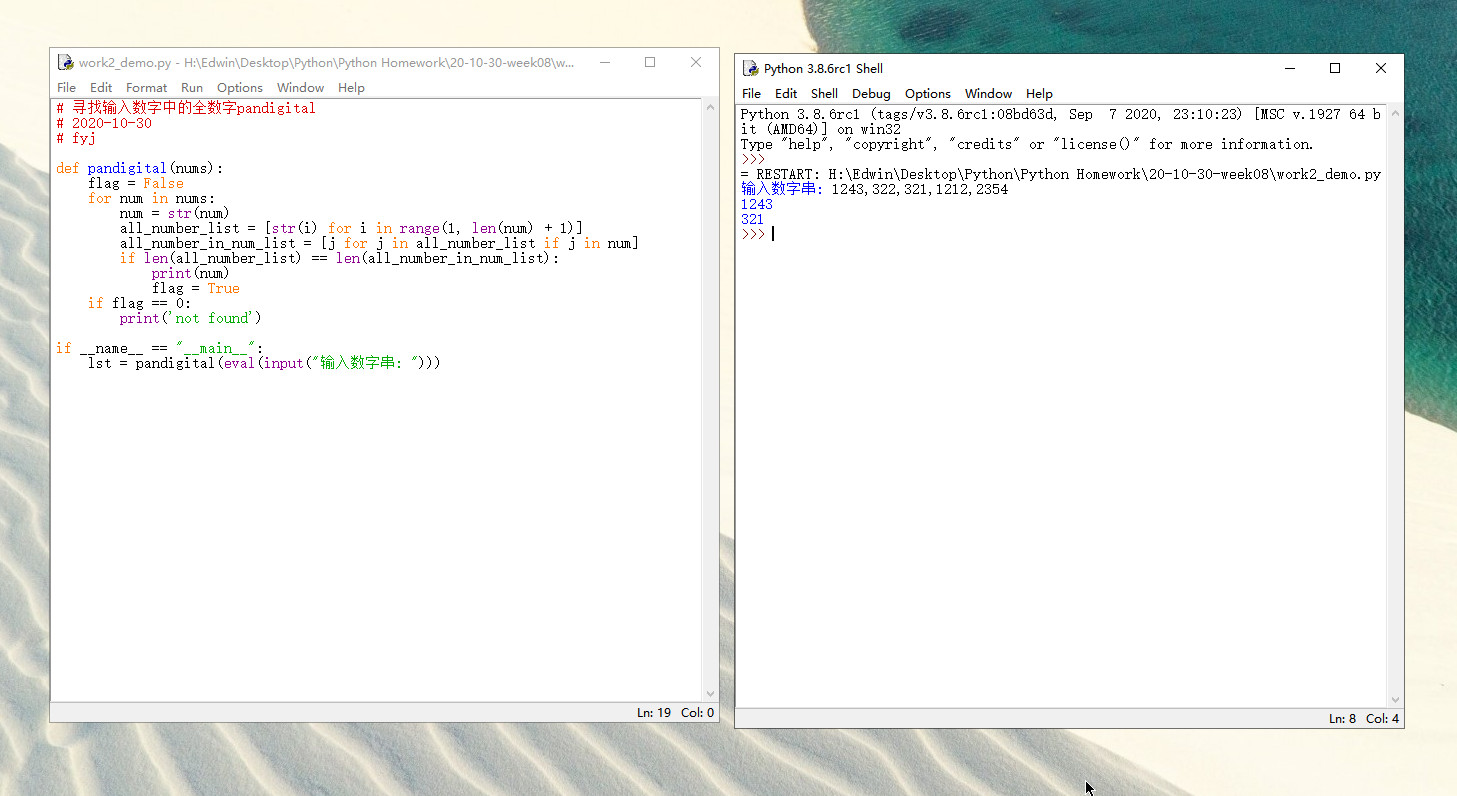 work2_demo.py - H:\Edwin\Desktop\Python\Python Homework\20-10-30-week08\w...
File Edit Format Run Options Window Help
# 寻找输入数字中的全数字pandigital
# 2020-10-30
# fyj
def pandigital(nums):
    flag = False
    for num in nums:
        num = str(num)
        all_number_list = [str(i) for i in range(1, len(num) + 1)]
        all_number_in_num_list = [j for j in all_number_list if j in num]
        if len(all_number_list) == len(all_number_in_num_list):
            print(num)
            flag = True
    if flag == 0:
        print('not found')
if __name__ == "__main__":
    lst = pandigital(eval(input("输入数字串: ")))
Ln: 19 Col: 0
Python 3.8.6rc1 Shell
File Edit Shell Debug Options Window Help
Python 3.8.6rc1 (tags/v3.8.6rc1:08bd63d, Sep  7 2020, 23:10:23) [MSC v.1927 64 b
it (AMD64)] on win32
Type "help", "copyright", "credits" or "license()" for more information.
>>>
= RESTART: H:\Edwin\Desktop\Python\Python Homework\20-10-30-week08\work2_demo.py
输入数字串: 1243,322,321,1212,2354
1243
321
>>>
Ln: 8 Col: 4